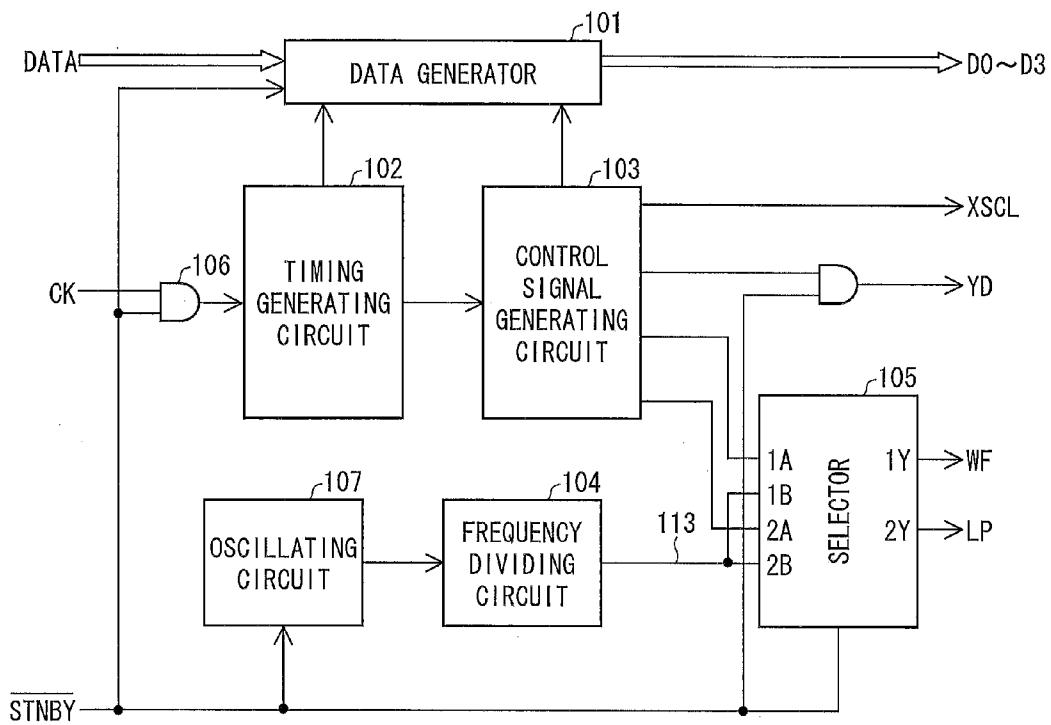 101
DATA
DATA GENERATOR
D0~D3
102
103
XSCL
106
CK
TIMING
GENERATING
CIRCUIT
CONTROL
SIGNAL
GENERATING
CIRCUIT
YD
105
1A
1B
2A
2B
SELECTOR
1Y
2Y
WF
LP
107
104
113
OSCILLATING
CIRCUIT
FREQUENCY
DIVIDING
CIRCUIT
STNBY